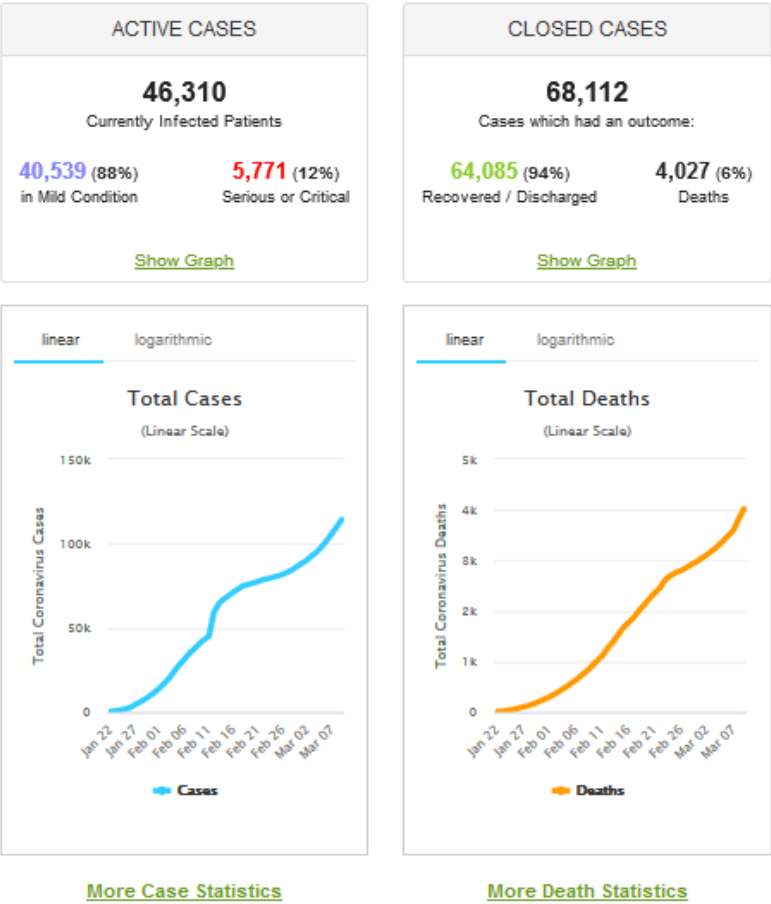 ACTIVE CASES
46,310
Currently Infected Patients
40,539 (88%)
in Mild Condition
5,771 (12%)
Serious or Critical
Show Graph
CLOSED CASES
68,112
Cases which had an outcome:
64,085 (94%)
Recovered / Discharged
4,027 (6%)
Deaths
Show Graph
linear
logarithmic
Total Cases
(Linear Scale)
Total Coronavirus Cases
150k
100k
50k
0
Jan 22
Jan 27
Feb 01
Feb 06
Feb 11
Feb 16
Feb 21
Feb 26
Mar 02
Mar 07
Cases
linear
logarithmic
Total Deaths
(Linear Scale)
Total Coronavirus Deaths
5k
4k
3k
2k
1k
0
Jan 22
Jan 27
Feb 01
Feb 06
Feb 11
Feb 16
Feb 21
Feb 26
Mar 02
Mar 07
Deaths
More Case Statistics
More Death Statistics